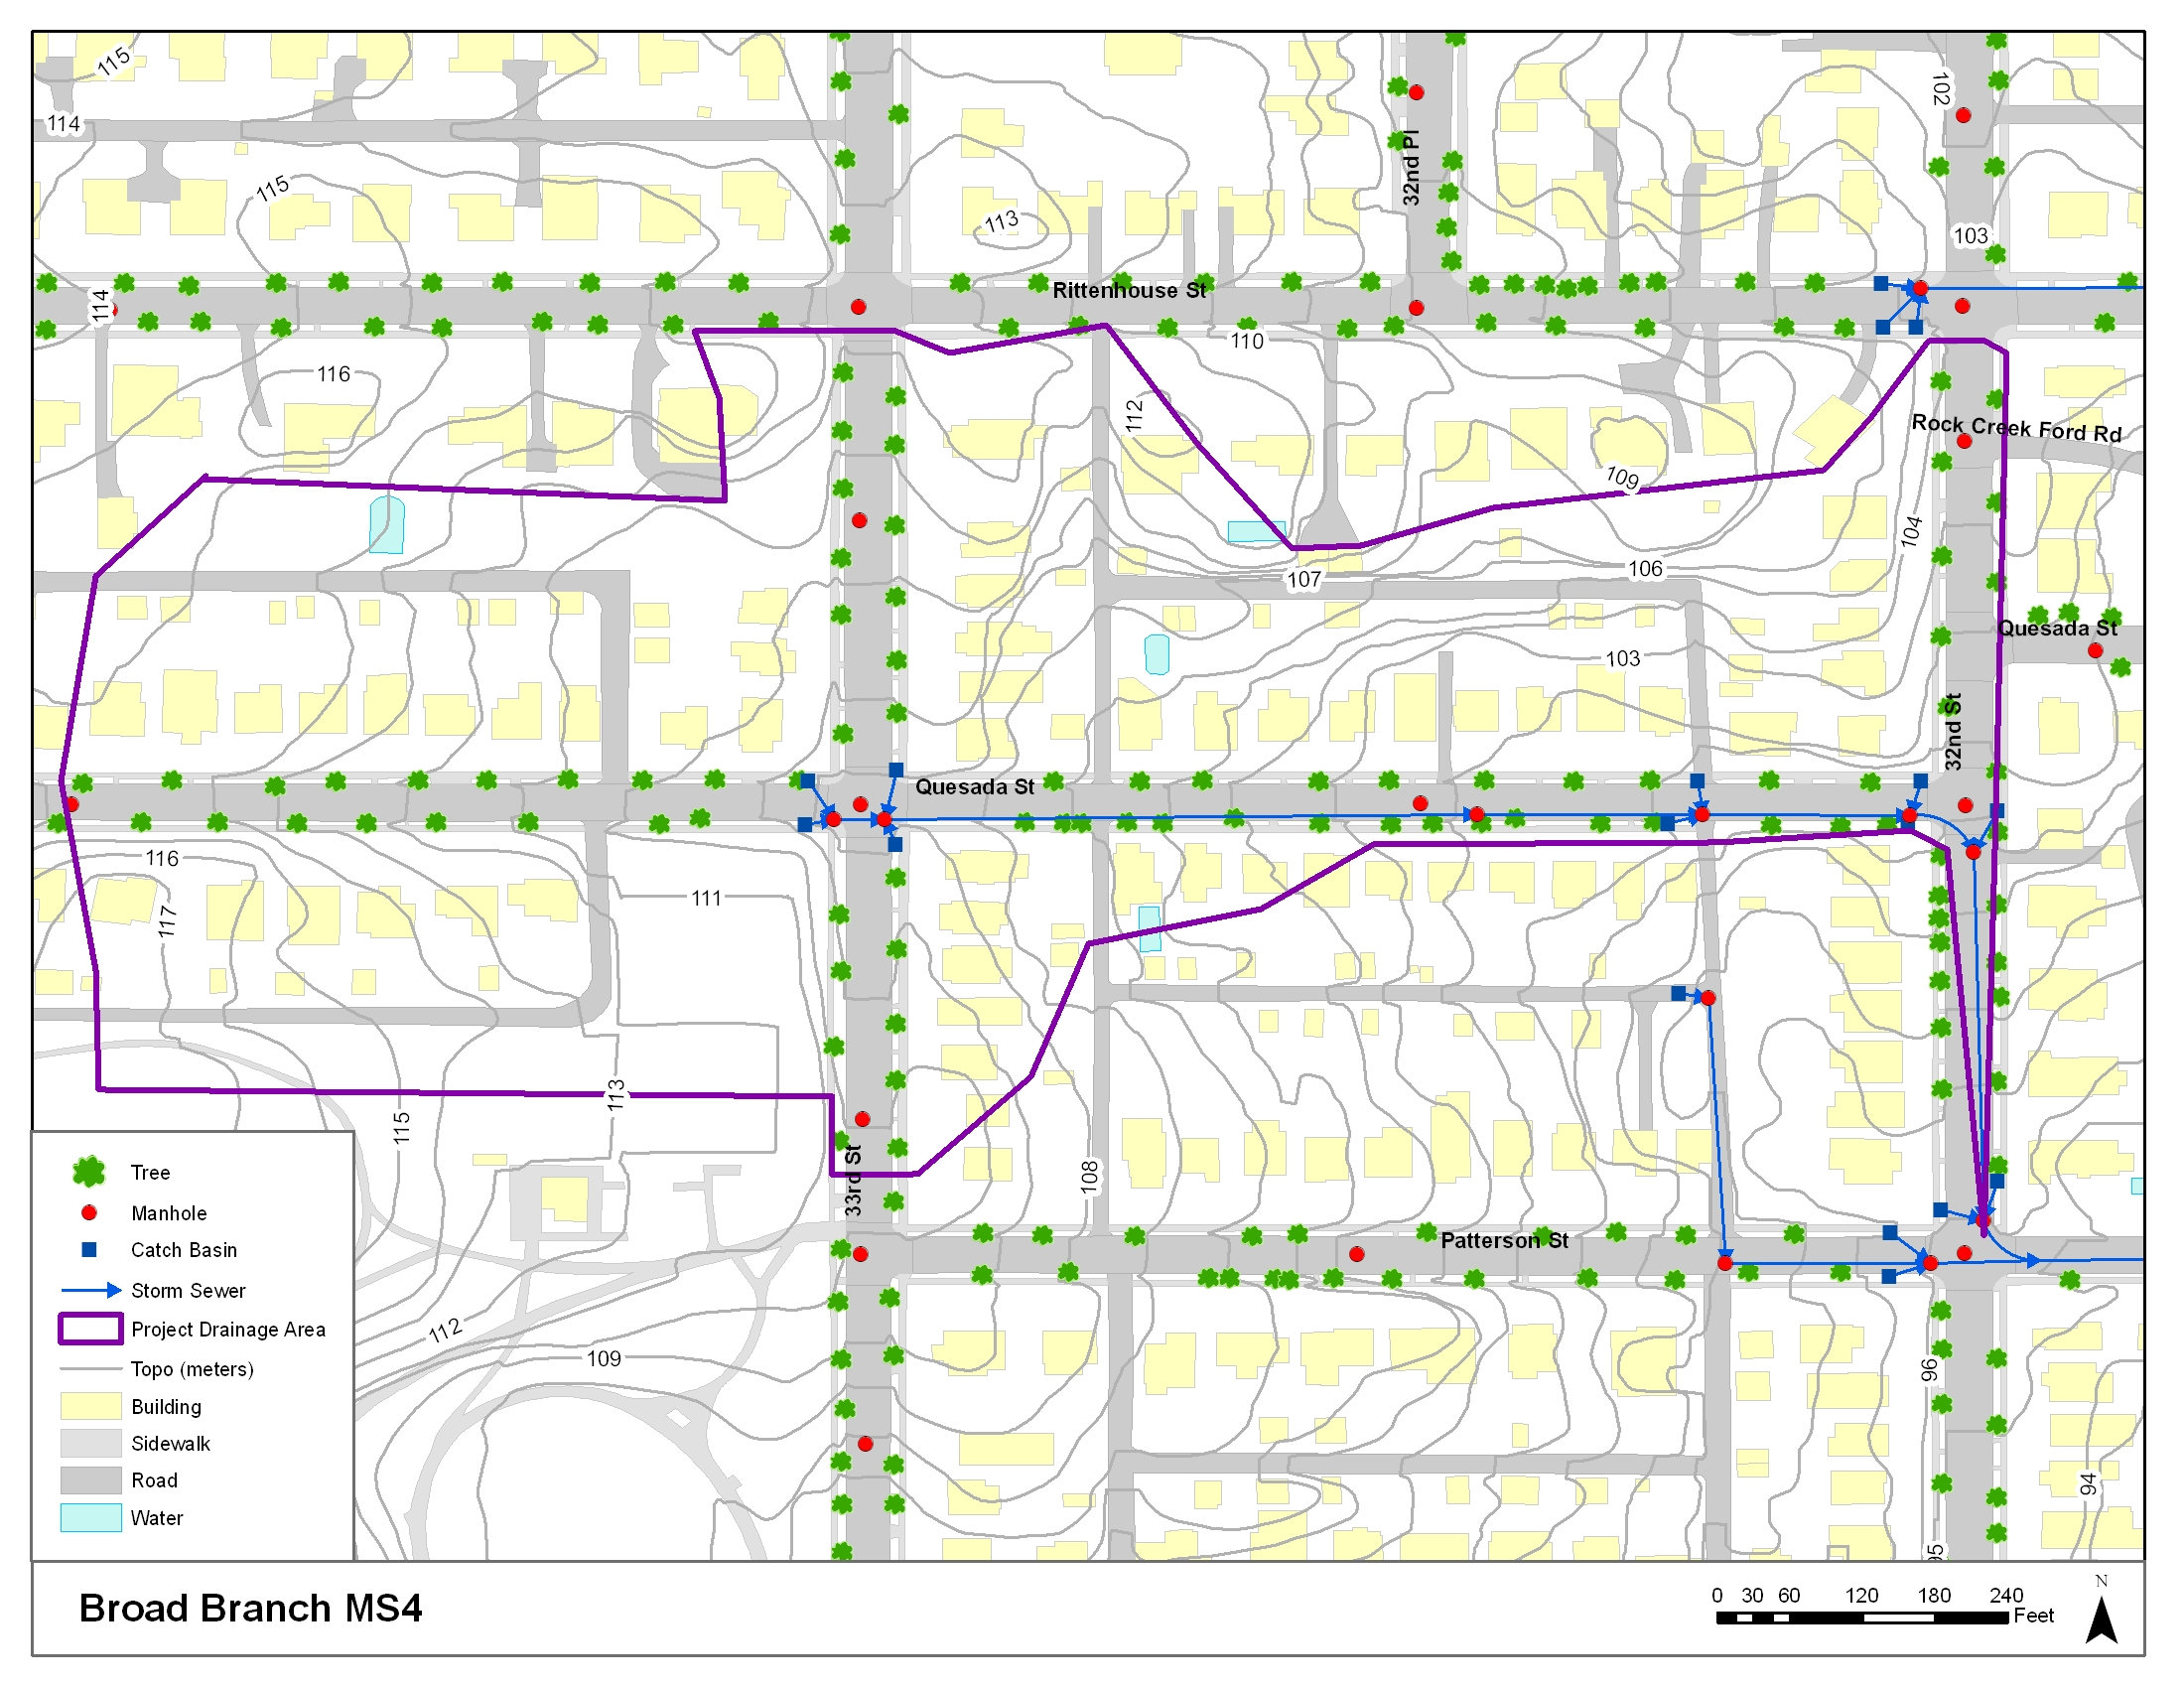 115
114
102
32nd Pl
115
113
103
114
Rittenhouse St
110
116
112
Rock Creek Ford Rd
109
104
106
107
Quesada St
103
32nd St
Quesada St
116
111
117
113
115
108
33rd St
Patterson St
112
109
96
94
95
Tree
Manhole
Catch Basin
Storm Sewer
Project Drainage Area
Topo (meters)
Building
Sidewalk
Road
Water
Broad Branch MS4
0 30 60 120 180 240
Feet
N